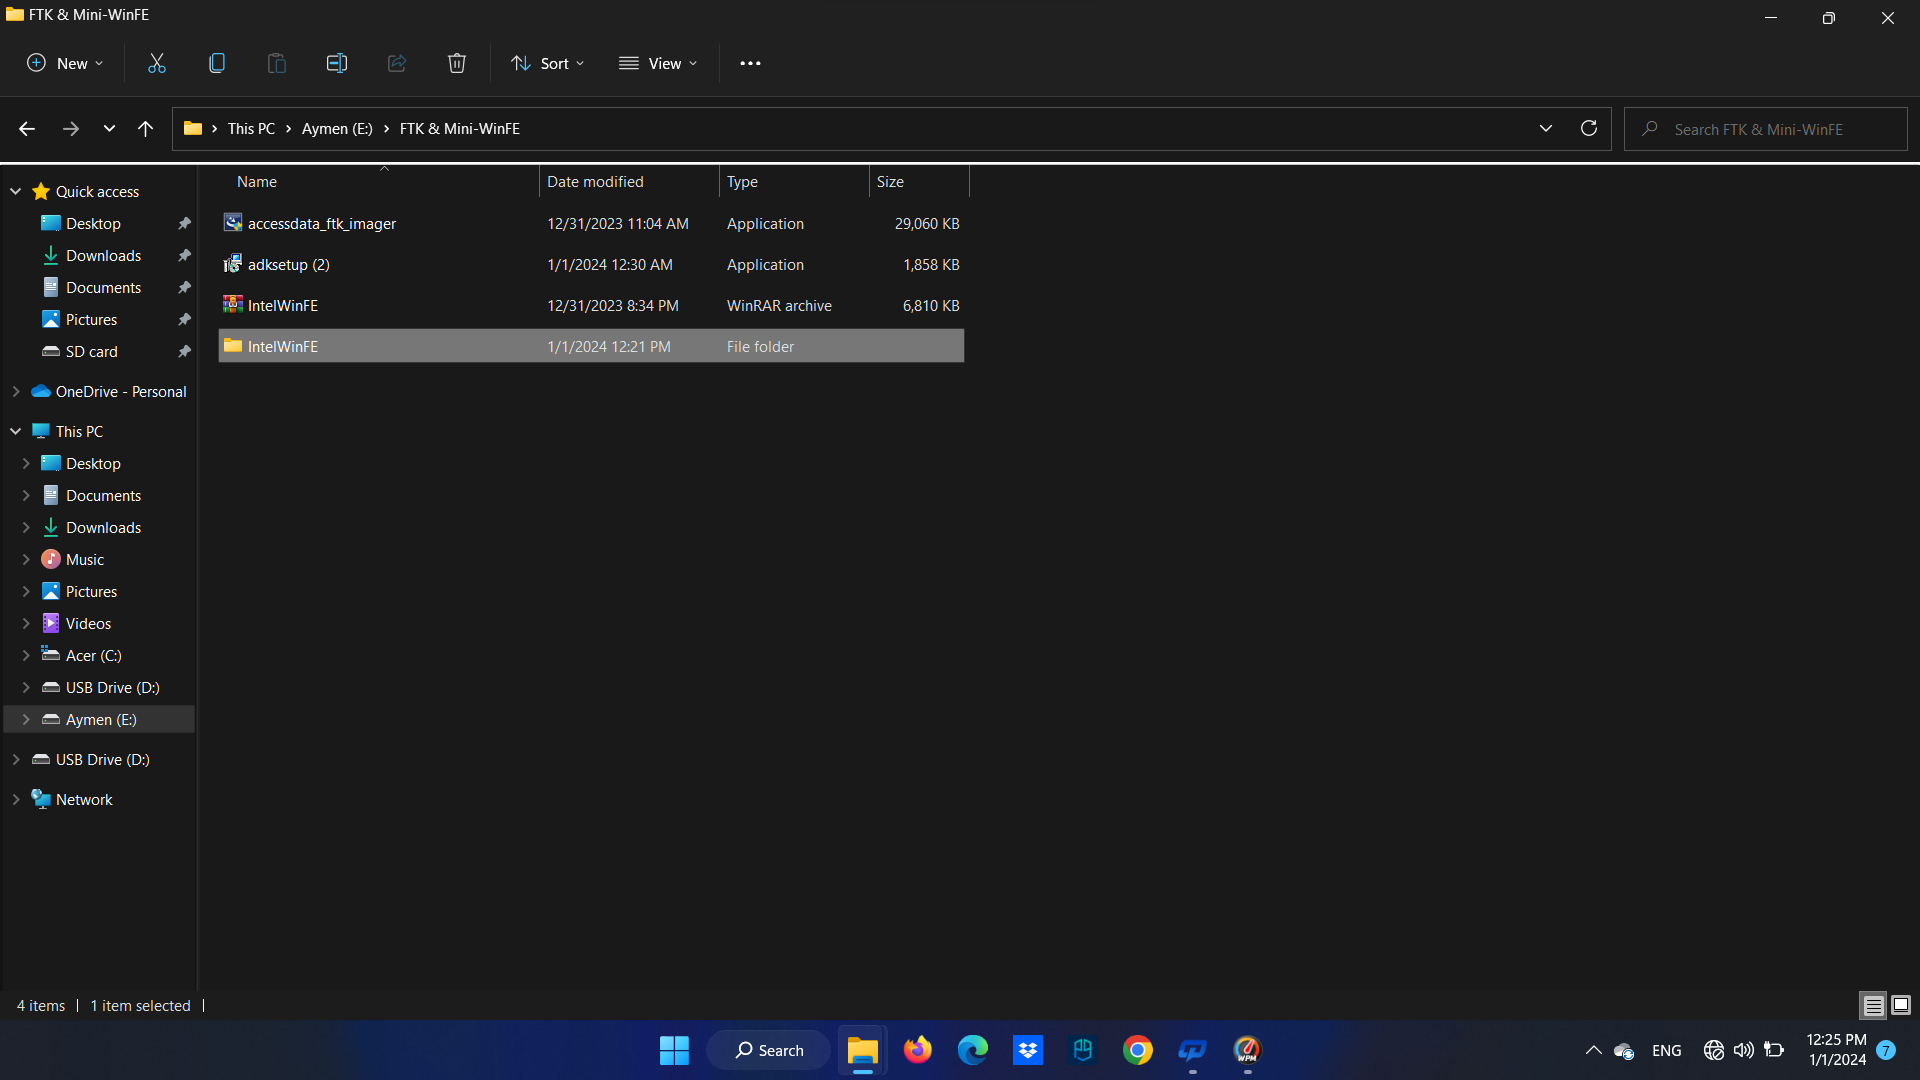 FTK & Mini-WinFE
New
Sort
View
This PC
Aymen (E:)
FTK & Mini-WinFE
Search FTK & Mini-WinFE
Name Date modified Type Size
accessdata_ftk_imager 12/31/2023 11:04 AM Application 29,060 KB
adksetup (2) 1/1/2024 12:30 AM Application 1,858 KB
IntelWinFE 12/31/2023 8:34 PM WinRAR archive 6,810 KB
IntelWinFE 1/1/2024 12:21 PM File folder
Quick access
Desktop
Downloads
Documents
Pictures
SD card
OneDrive - Personal
This PC
Desktop
Documents
Downloads
Music
Pictures
Videos
Acer (C:)
USB Drive (D:)
Aymen (E:)
USB Drive (D:)
Network
4 items
1 item selected
Search
WPM
ENG
12:25 PM
1/1/2024
7